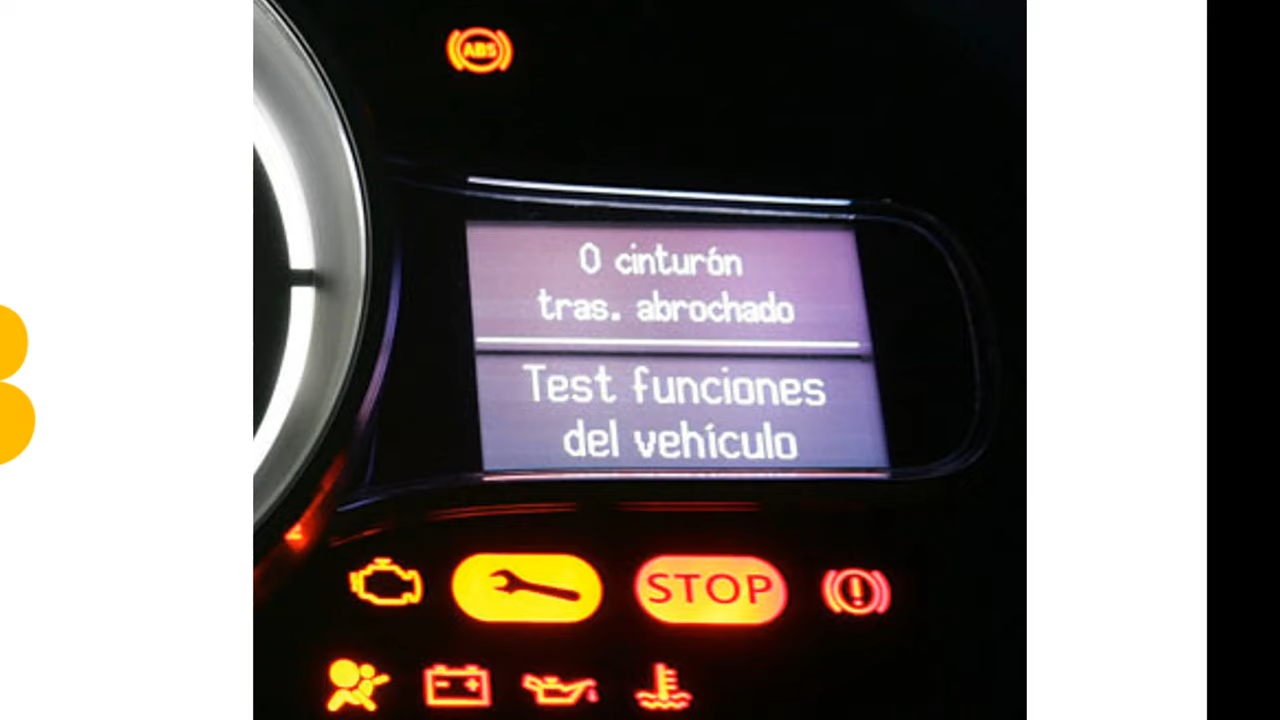 ABS
0 cinturón
tras. abrochado
Test funciones
del vehículo
STOP